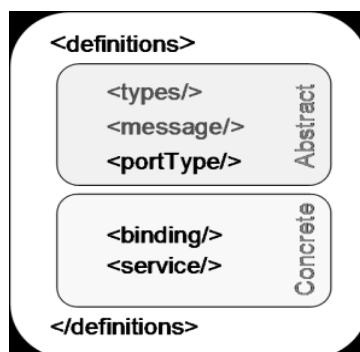 <definitions>
<types/>
<message/>
<portType/>
Abstract
<binding/>
<service/>
Concrete
</definitions>